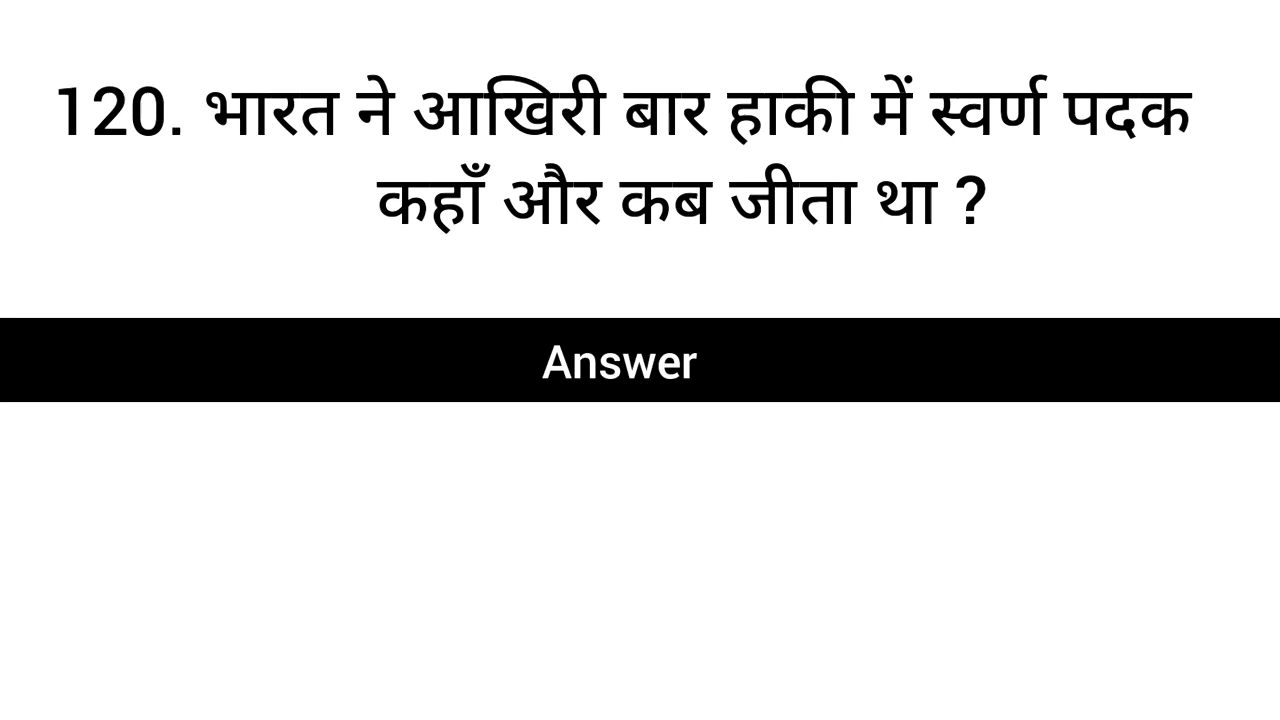 120. भारत ने आखिरी बार हाकी में स्वर्ण पदक
कहाँ और कब जीता था ?
Answer